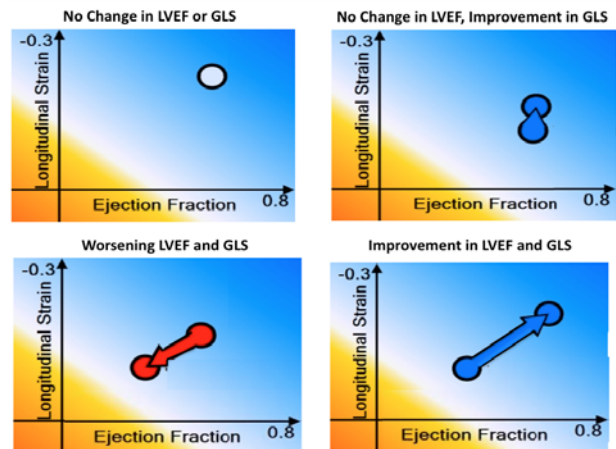 No Change in LVEF or GLS
-0.3
Longitudinal Strain
Ejection Fraction
0.8
No Change in LVEF, Improvement in GLS
-0.3
Longitudinal Strain
Ejection Fraction
0.8
Worsening LVEF and GLS
-0.3
Longitudinal Strain
Ejection Fraction
0.8
Improvement in LVEF and GLS
-0.3
Longitudinal Strain
Ejection Fraction
0.8